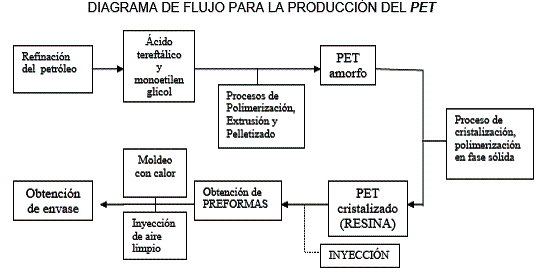 DIAGRAMA DE FLUJO PARA LA PRODUCCIÓN DEL PET
Refinación
del petróleo
Ácido
tereftálico
y
monoetilen
glicol
Procesos de
Polimerización,
Extrusión y
Pelletizado
PET
amorfo
Proceso de
cristalización,
polimerización
en fase sólida
PET
cristalizado
(RESINA)
INYECCIÓN
Obtención de
PREFORMAS
Moldeo
con calor
Inyección
de aire
limpio
Obtención
de envase